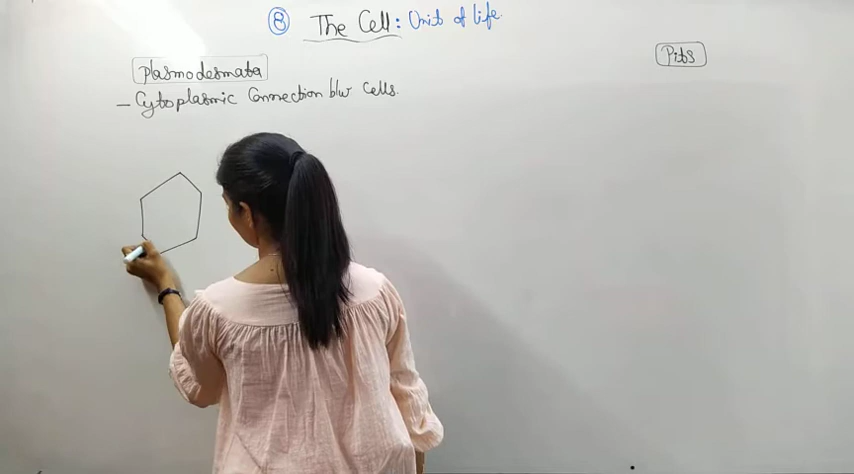 ⑧ The Cell: Units of life.
Plasmodesmata
Pits
- Cytoplasmic Connection b/w Cells.